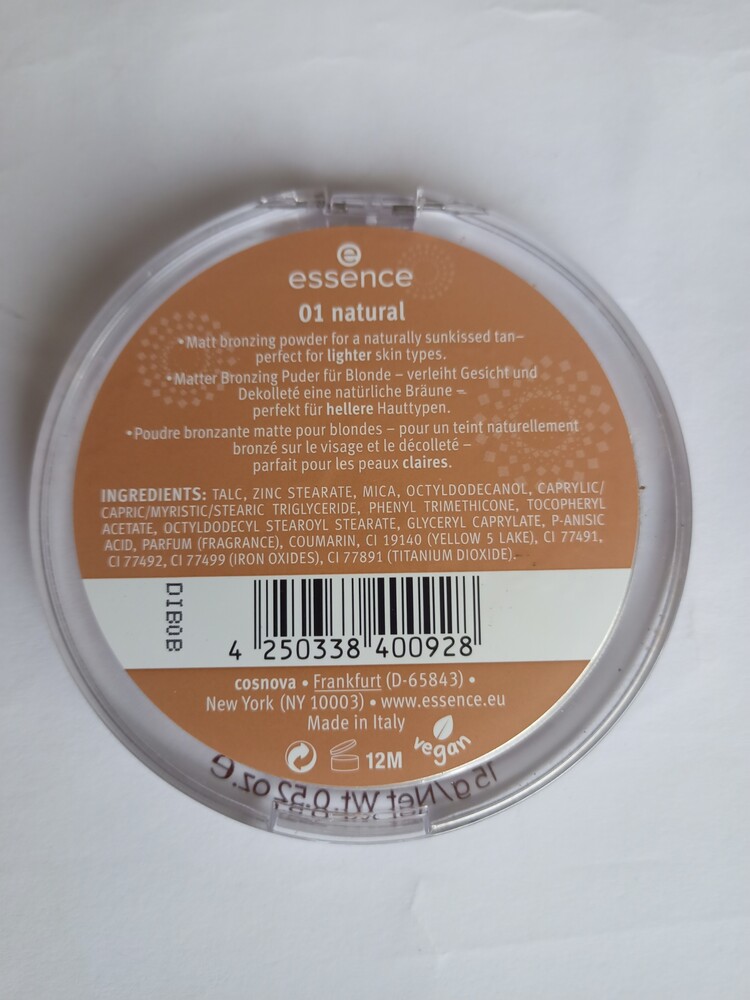 e
essence
01 natural
•Matt bronzing powder for a naturally sunkissed tan–
perfect for lighter skin types.
•Matter Bronzing Puder für Blonde – verleiht Gesicht und
Dekolleté eine natürliche Bräune –
perfekt für hellere Hauttypen.
•Poudre bronzante matte pour blondes – pour un teint naturellement
bronzé sur le visage et le décolleté –
parfait pour les peaux claires.
INGREDIENTS: TALC, ZINC STEARATE, MICA, OCTYLDODECANOL, CAPRYLIC/
CAPRIC/MYRISTIC/STEARIC TRIGLYCERIDE, PHENYL TRIMETHICONE, TOCOPHERYL
ACETATE, OCTYLDODECYL STEAROYL STEARATE, GLYCERYL CAPRYLATE, P-ANISIC
ACID, PARFUM (FRAGRANCE), COUMARIN, CI 19140 (YELLOW 5 LAKE), CI 77491,
CI 77492, CI 77499 (IRON OXIDES), CI 77891 (TITANIUM DIOXIDE).
DIB0B
4 250338 400928
cosnova • Frankfurt (D-65843) •
New York (NY 10003) • www.essence.eu
Made in Italy
vegan
12M
15g/Net Wt.0.52 oz.e